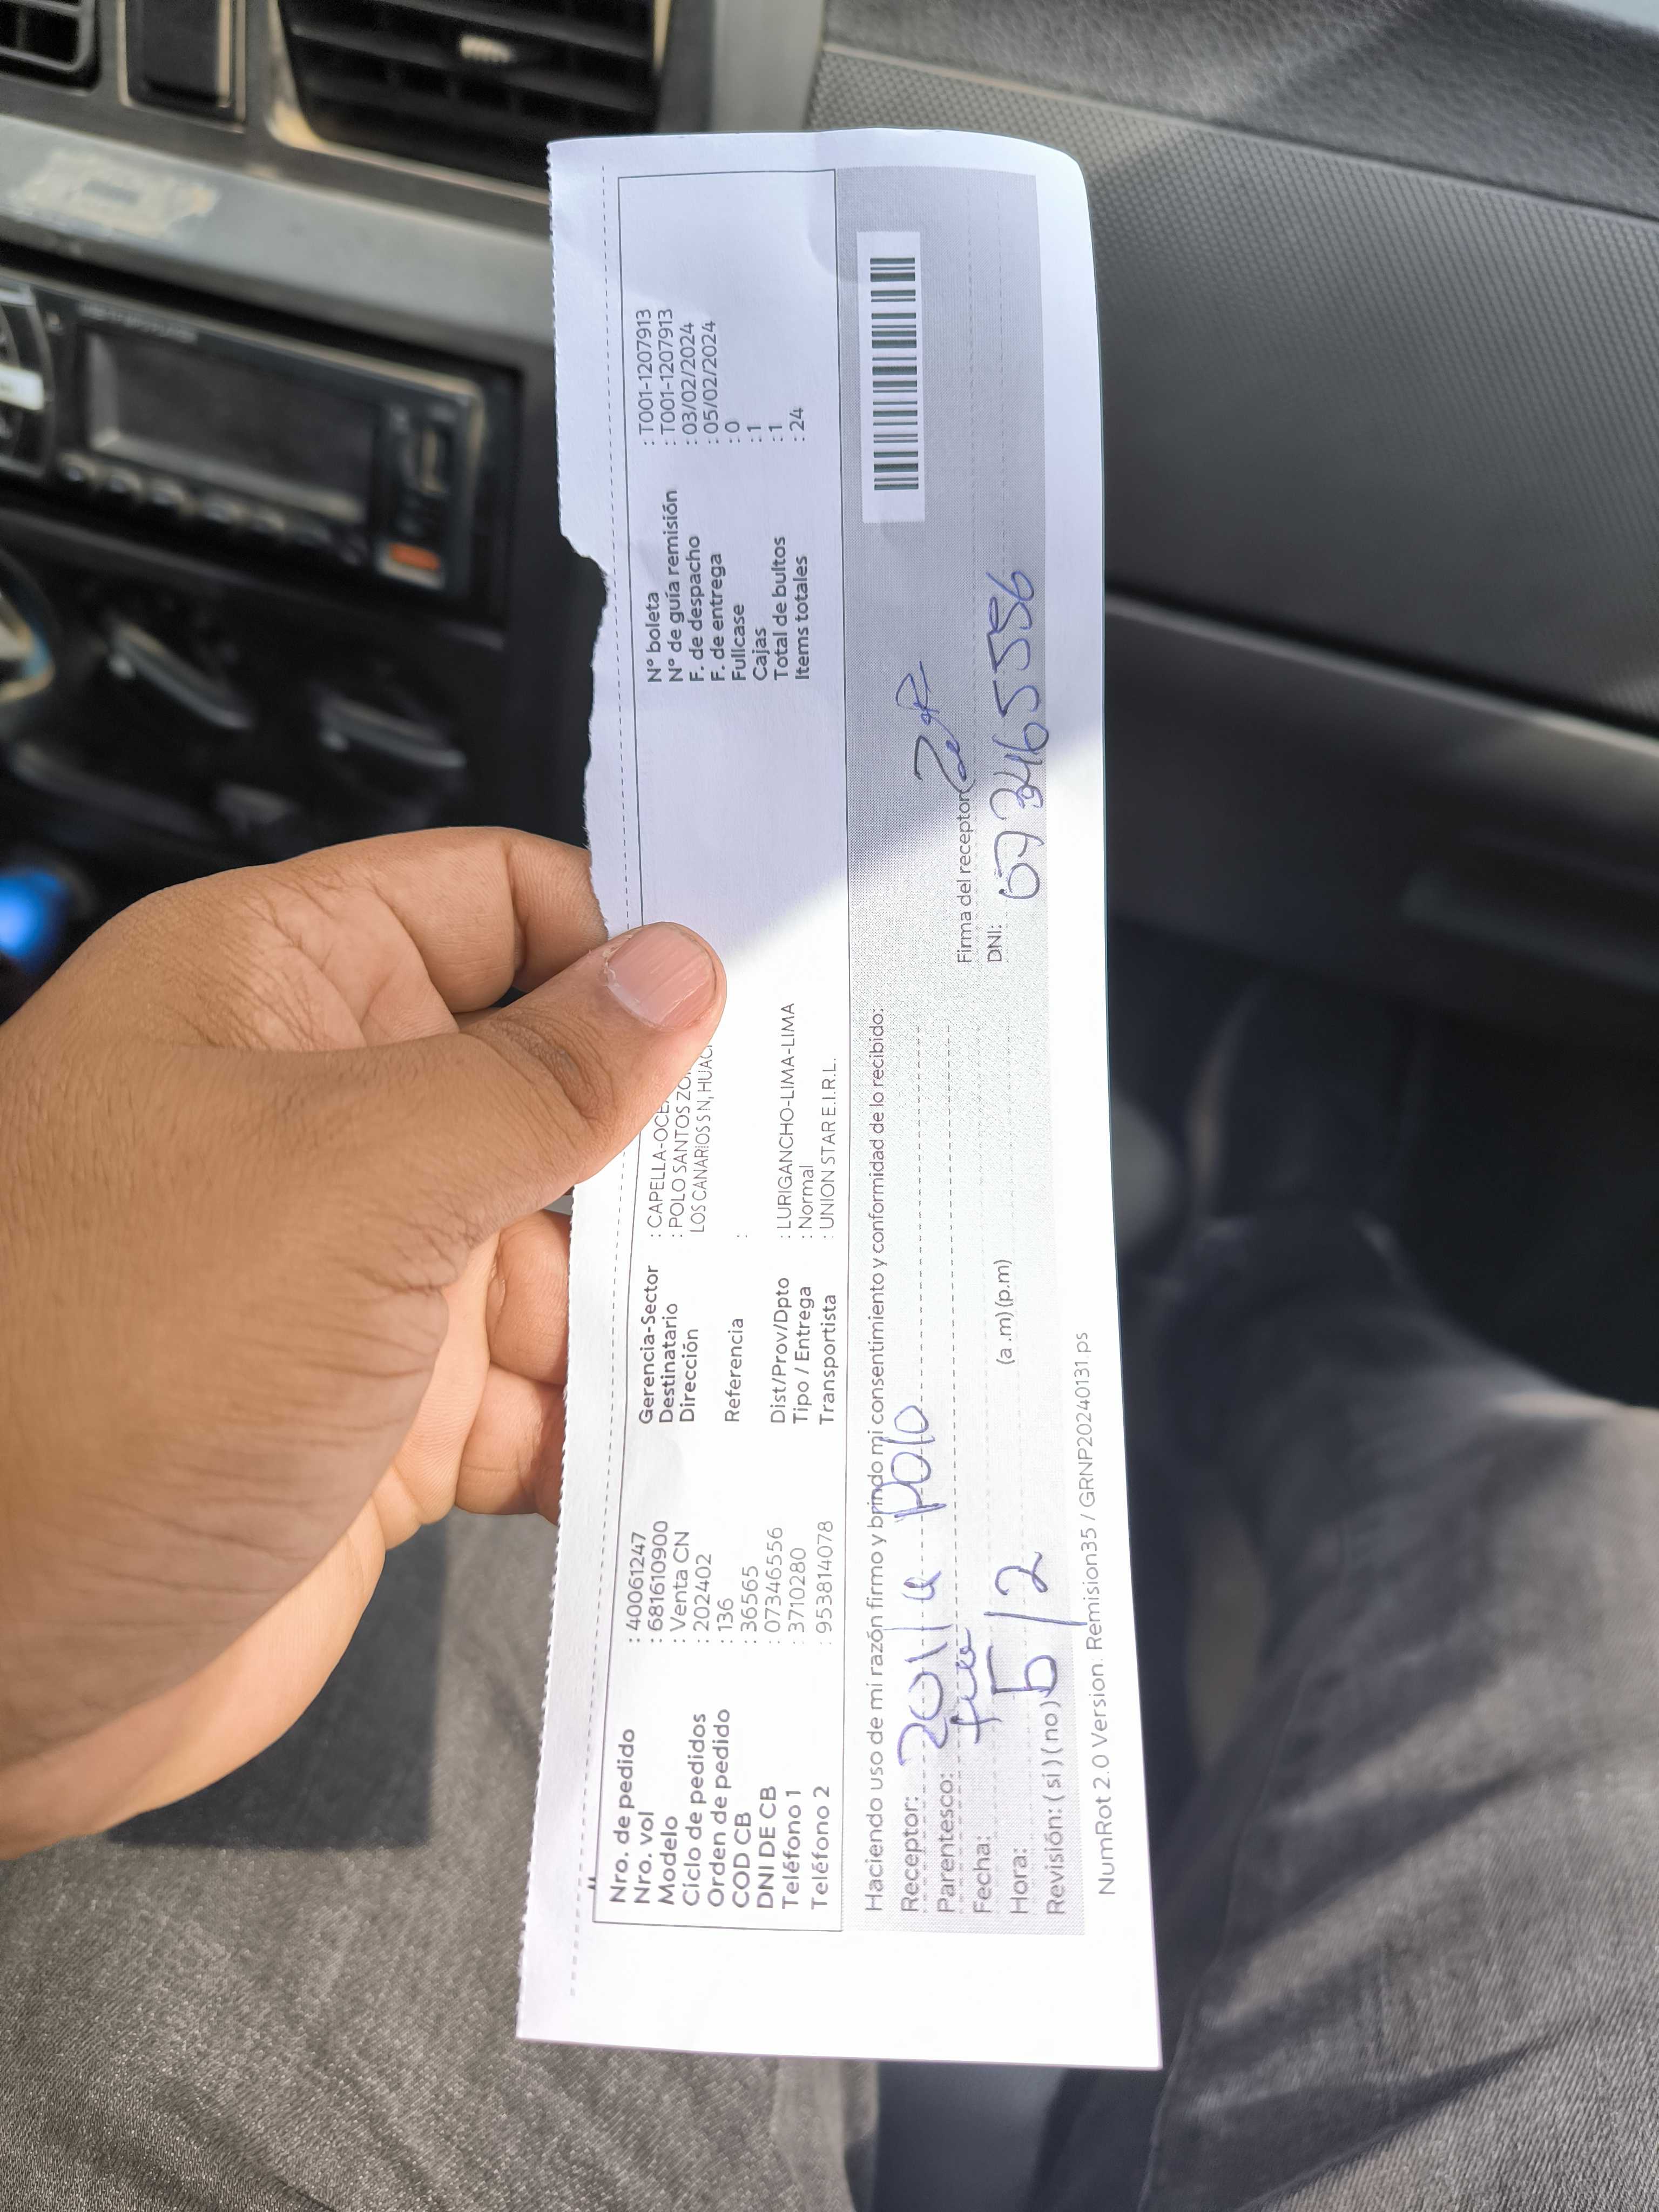 Nro. de pedido : 40061247
Nro. vol : 681610900
Modelo : Venta CN
Ciclo de pedidos : 202402
Orden de pedido : 136
COD CB : 36565
DNI DE CB : 07346556
Teléfono 1 : 3710280
Teléfono 2 : 953814078
Gerencia-Sector : CAPELLA-OCE
Destinatario : POLO SANTOS ZO
Dirección LOS CANARIOS S N, HUAC
Referencia :
Dist/Prov/Dpto : LURIGANCHO-LIMA-LIMA
Tipo / Entrega : Normal
Transportista : UNION STAR E.I.R.L.
N° boleta : T001-1207913
N° de guía remisión : T001-1207913
F. de despacho : 03/02/2024
F. de entrega : 05/02/2024
Fullcase : 0
Cajas : 1
Total de bultos : 1
Items totales : 24
Haciendo uso de mi razón firmo y brindo mi consentimiento y conformidad de lo recibido:
Receptor: Polo
Parentesco:
Fecha: 5/2
Hora: (a .m) (p.m)
Revisión: ( si ) ( no )
Firma del receptor
DNI:
NumRot 2.0 Version: Remision35 / GRNP20240131 ps